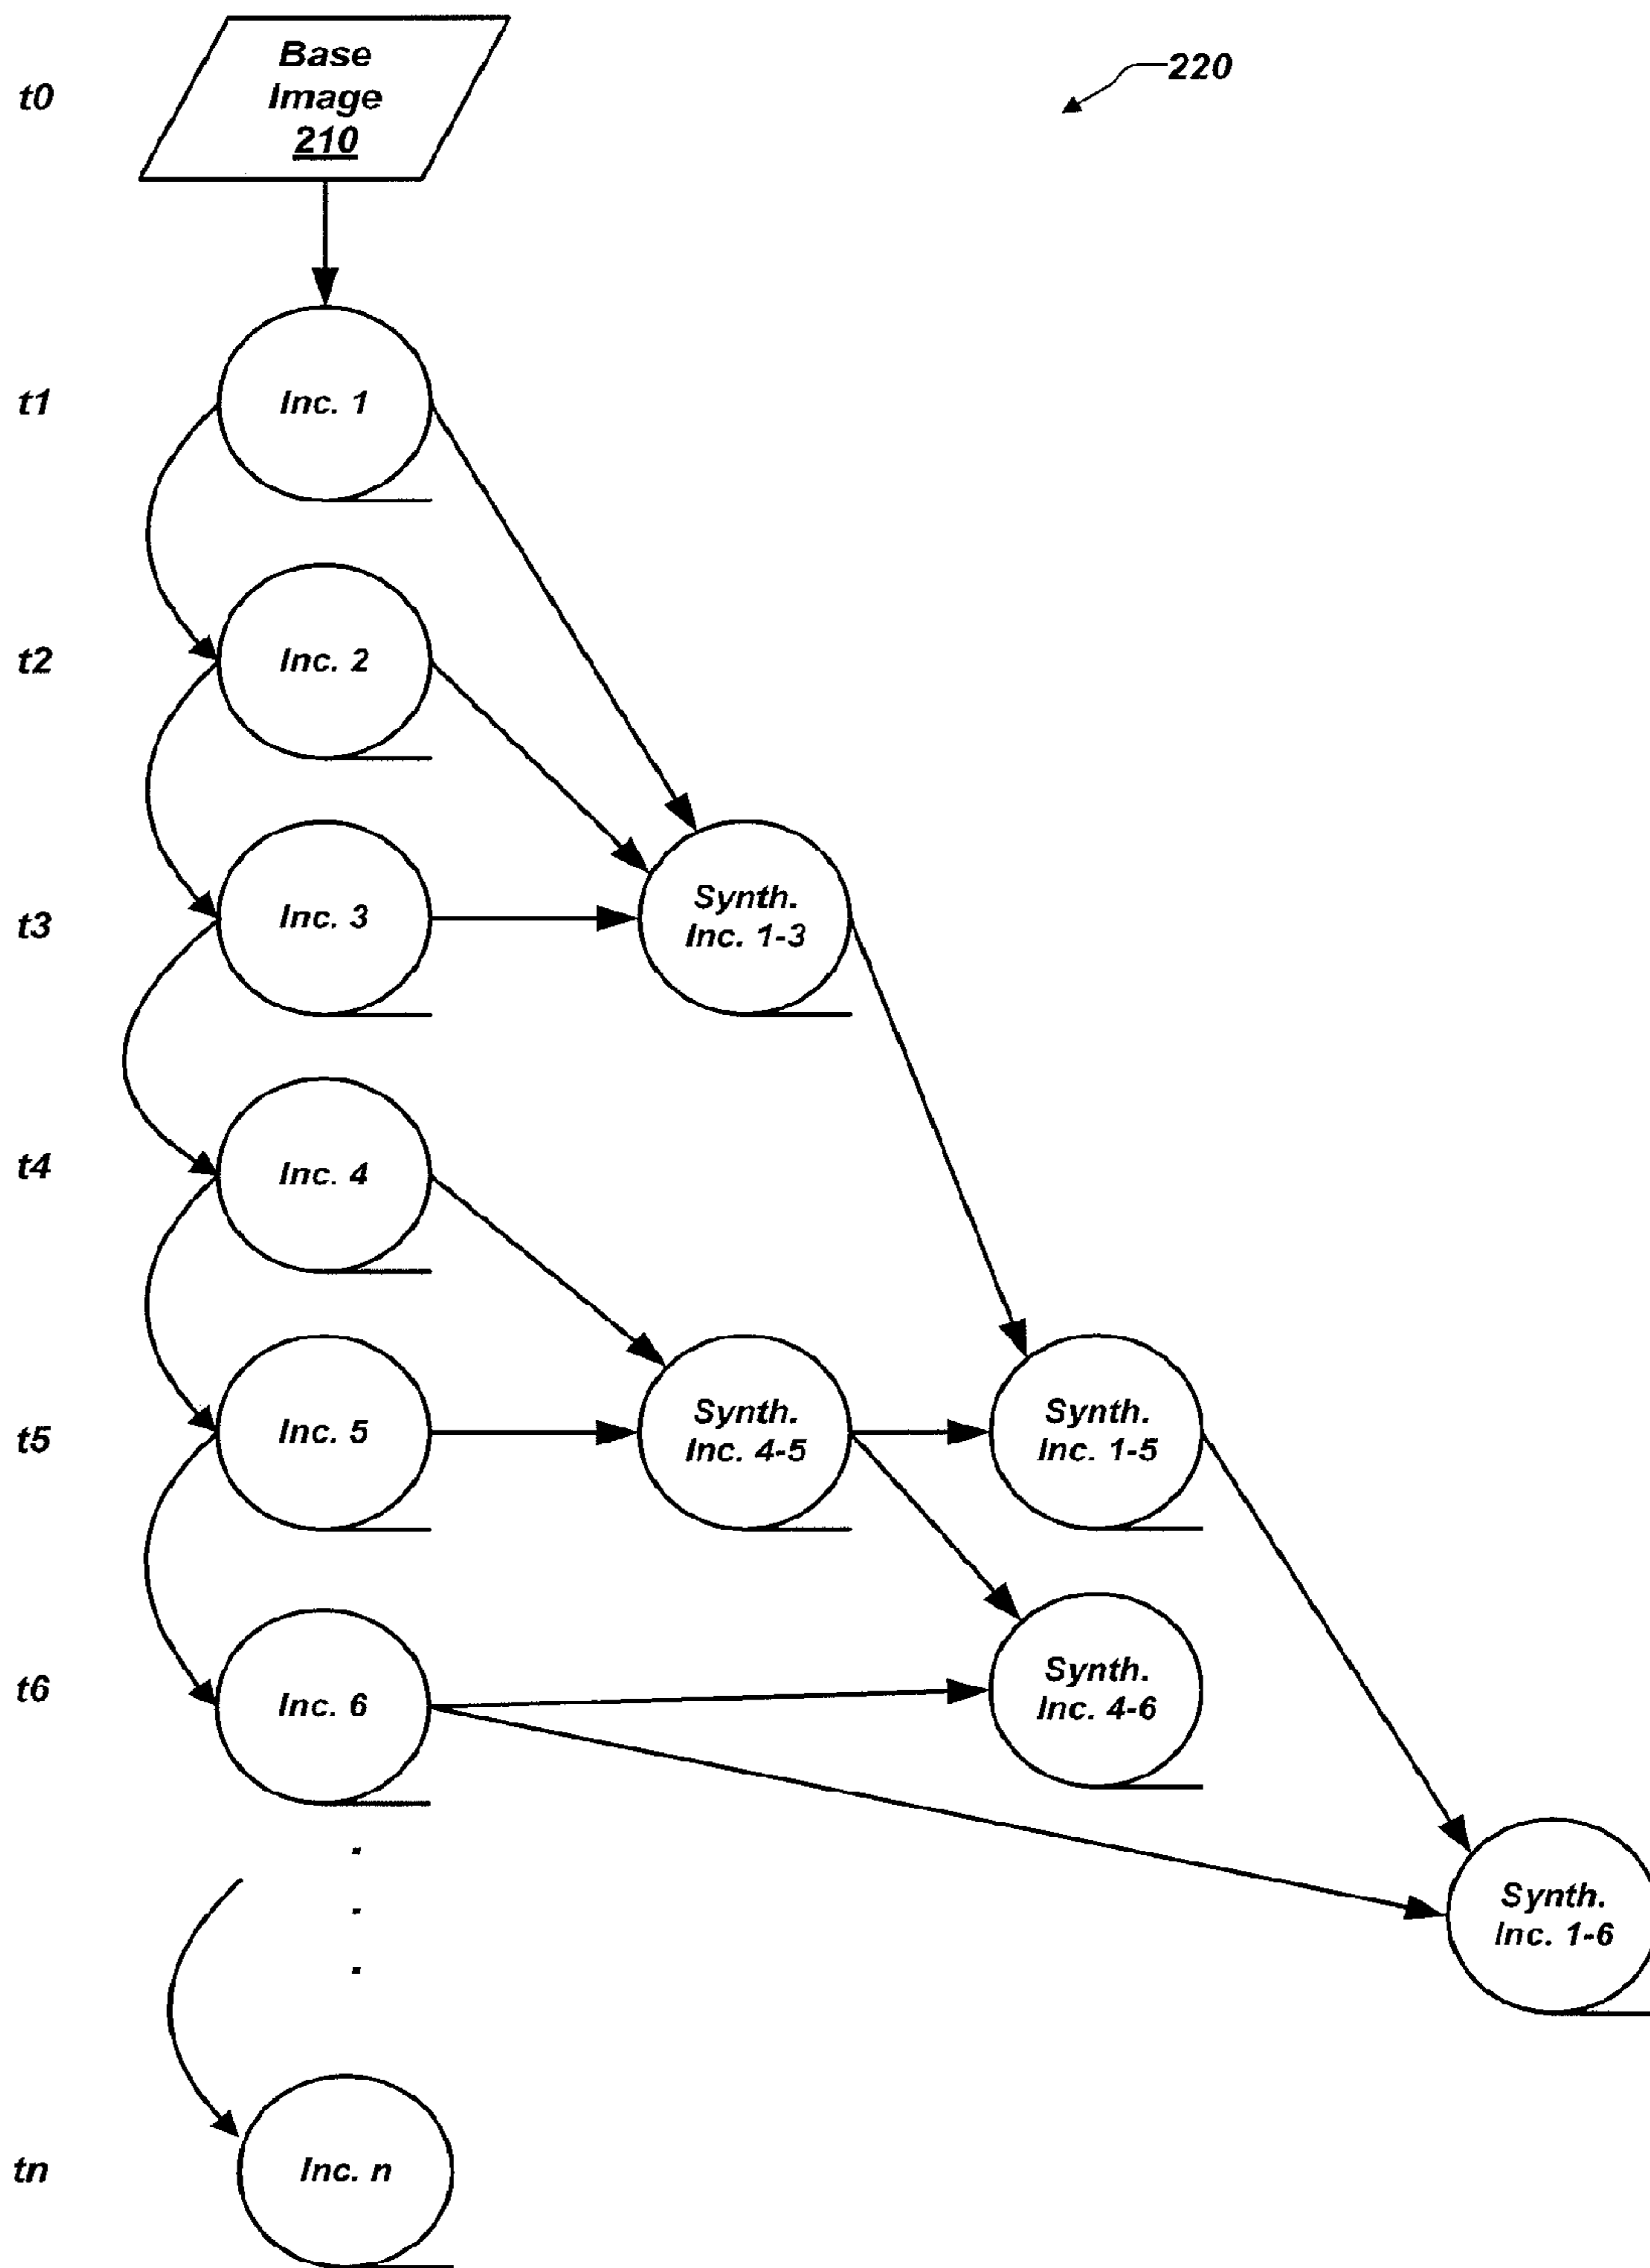 Base
Image
210
220
t0
t1
Inc. 1
t2
Inc. 2
t3
Inc. 3
Synth.
Inc. 1-3
t4
Inc. 4
t5
Inc. 5
Synth.
Inc. 4-5
Synth.
Inc. 1-5
t6
Inc. 6
Synth.
Inc. 4-6
Synth.
Inc. 1-6
tn
Inc. n